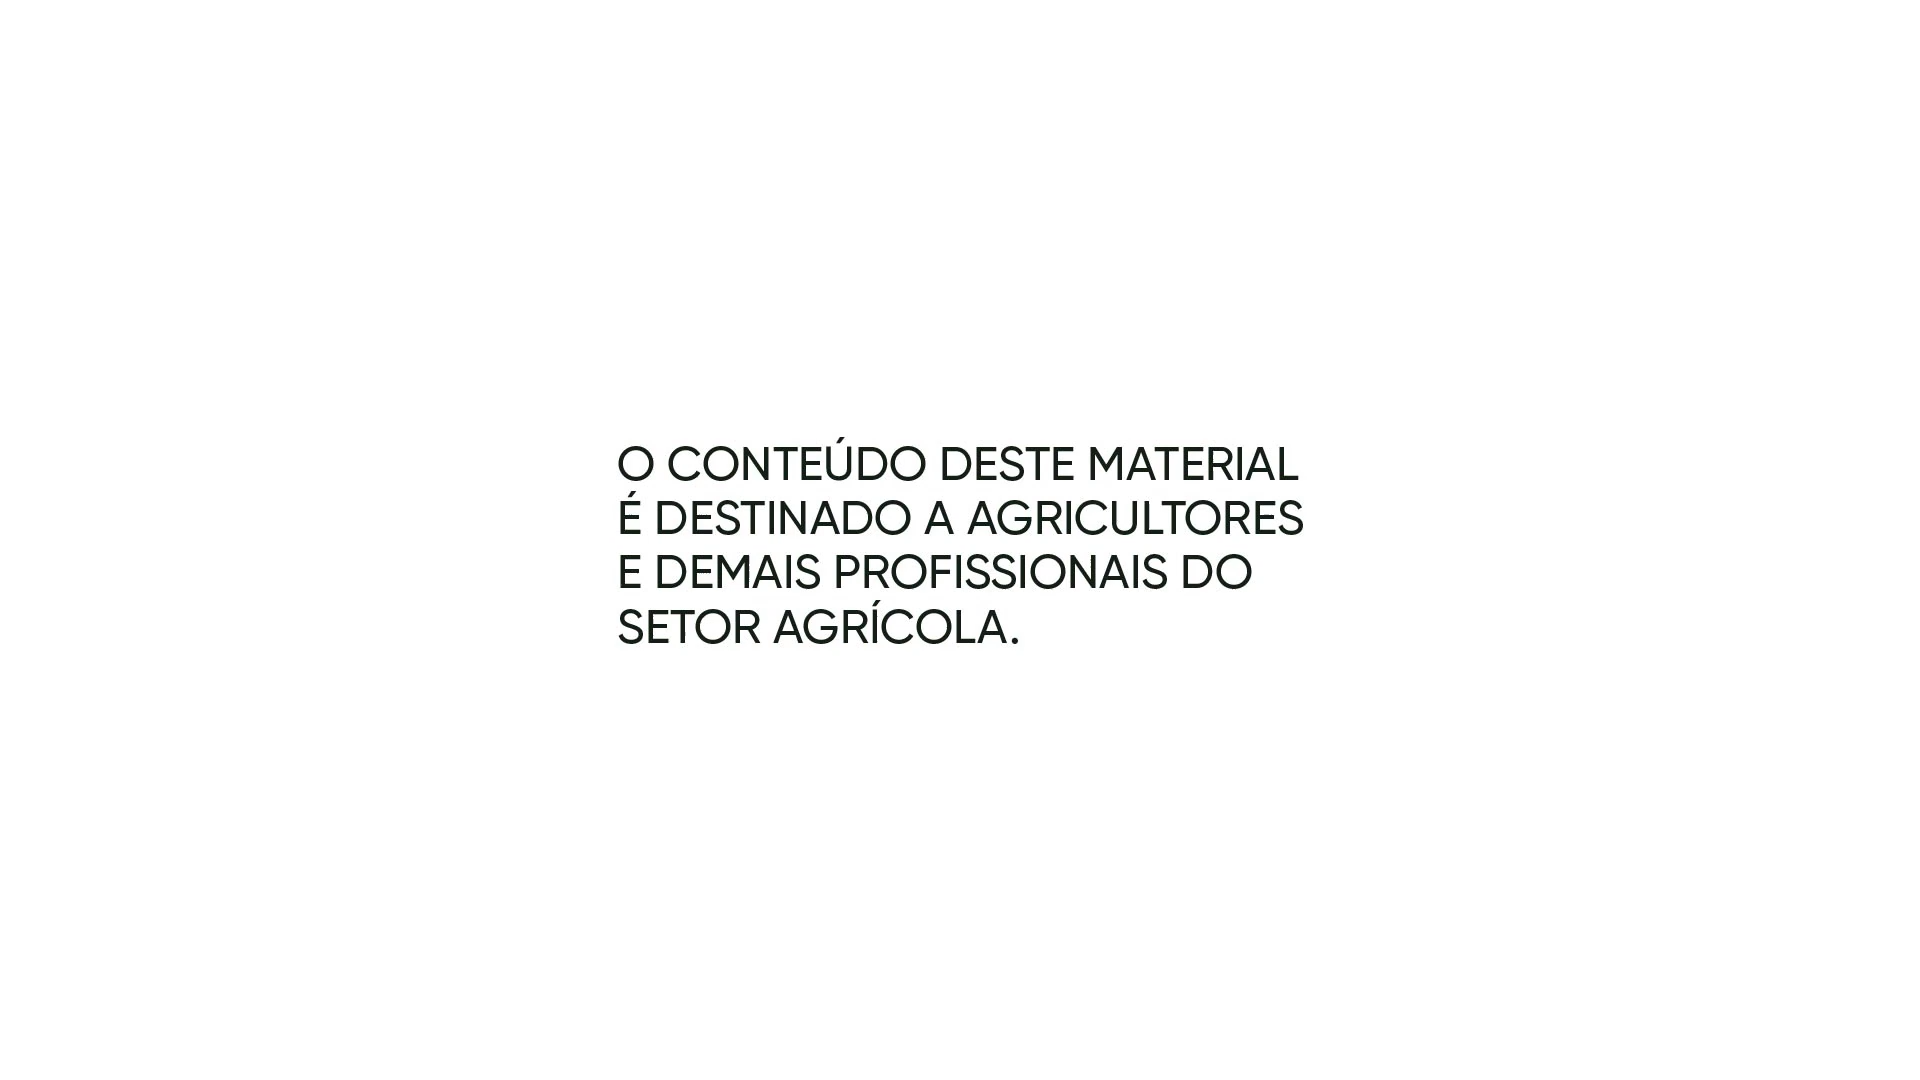 O CONTEÚDO DESTE MATERIAL
É DESTINADO A AGRICULTORES
E DEMAIS PROFISSIONAIS DO
SETOR AGRÍCOLA.